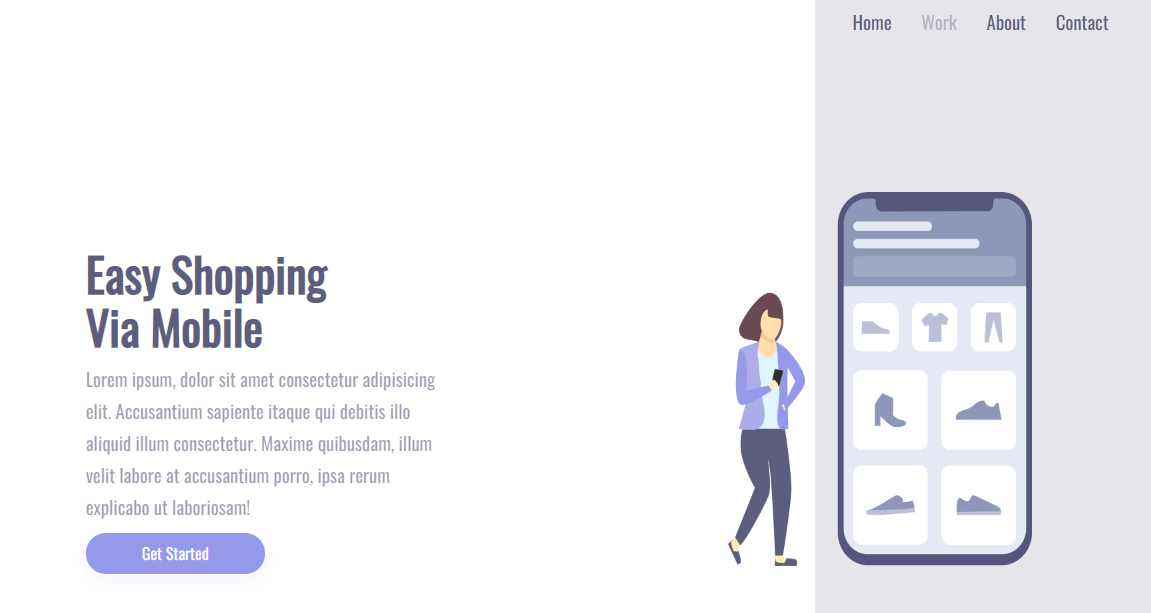 Home Work About Contact
Easy Shopping
Via Mobile
Lorem ipsum, dolor sit amet consectetur adipisicing
elit. Accusantium sapiente itaque qui debitis illo
aliquid illum consectetur. Maxime quibusdam, illum
velit labore at accusantium porro, ipsa rerum
explicabo ut laboriosam!
Get Started